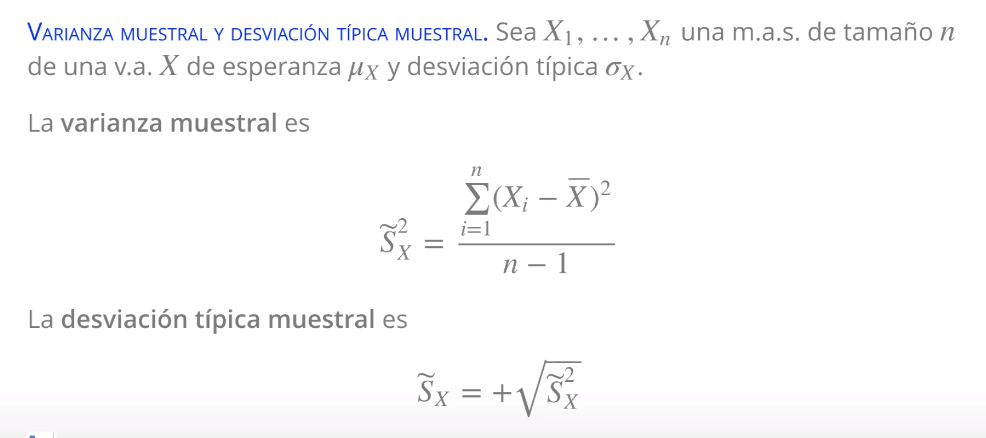 VARIANZA MUESTRAL Y DESVIACIÓN TÍPICA MUESTRAL. Sea $X_1, \ldots, X_n$ una m.a.s. de tamaño $n$
de una v.a. $X$ de esperanza $\mu_X$ y desviación típica $\sigma_X$.
La varianza muestral es
$\widetilde{S}_X^2 = \frac{\sum_{i=1}^{n}(X_i - \overline{X})^2}{n-1}$
La desviación típica muestral es
$\widetilde{S}_X = +\sqrt{\widetilde{S}_X^2}$